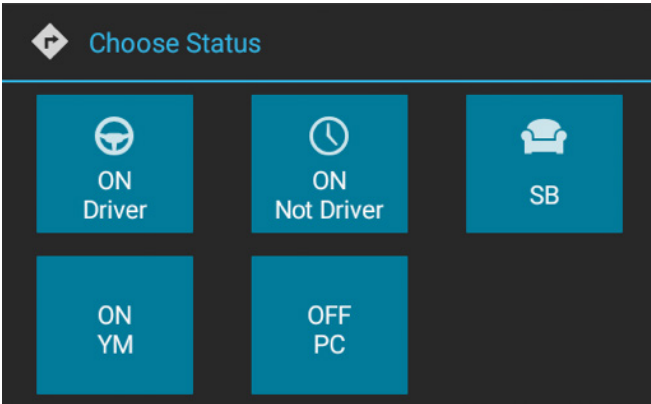 Choose Status
ON
Driver
ON
Not Driver
SB
ON
YM
OFF
PC